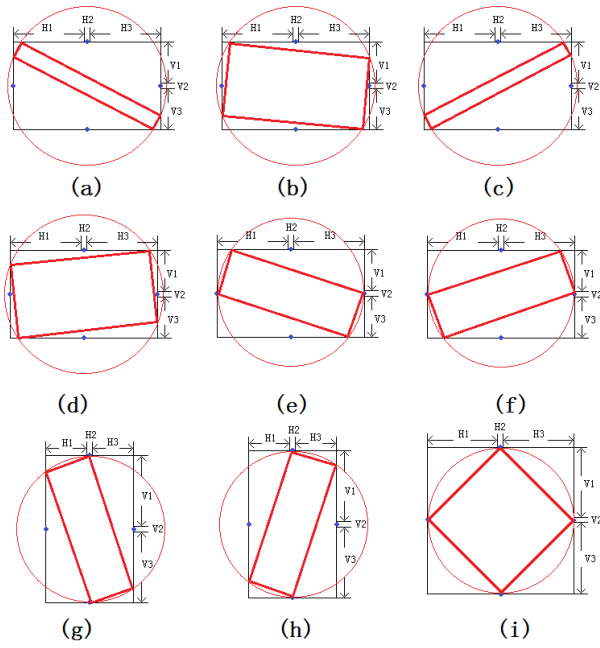 H2 H2 H2
H1 H3 H1 H3 H1 H3
V1 V1 V1
V2 V2 V2
V3 V3 V3
(a) (b) (c)
H2 H2 H2
H1 H3 H1 H3 H1 H3
V1 V1 V1
V2 V2 V2
V3 V3 V3
(d) (e) (f)
H2 H2 H2
H1 H3 H1 H3 H1 H3
V1 V1 V1
V2 V2 V2
V3 V3 V3
(g) (h) (i)